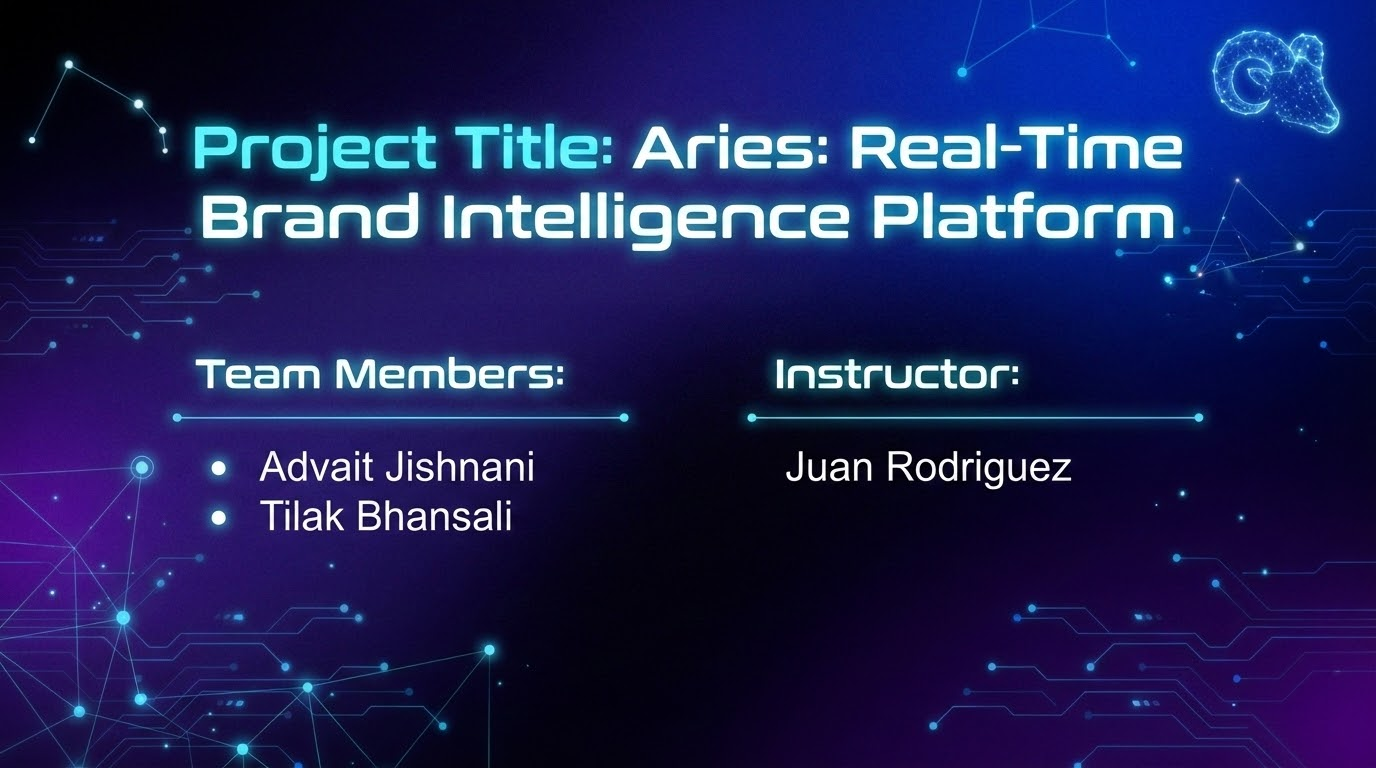 Project Title: Aries: Real-Time
Brand Intelligence Platform
Team Members:
• Advait Jishnani
• Tilak Bhansali
Instructor:
Juan Rodriguez